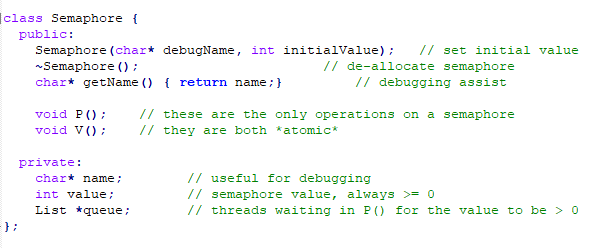 class Semaphore {
  public:
    Semaphore(char* debugName, int initialValue);   // set initial value
    ~Semaphore();                        // de-allocate semaphore
    char* getName() { return name;}          // debugging assist

    void P();    // these are the only operations on a semaphore
    void V();    // they are both *atomic*

  private:
    char* name;         // useful for debugging
    int value;          // semaphore value, always >= 0
    List *queue;        // threads waiting in P() for the value to be > 0
};